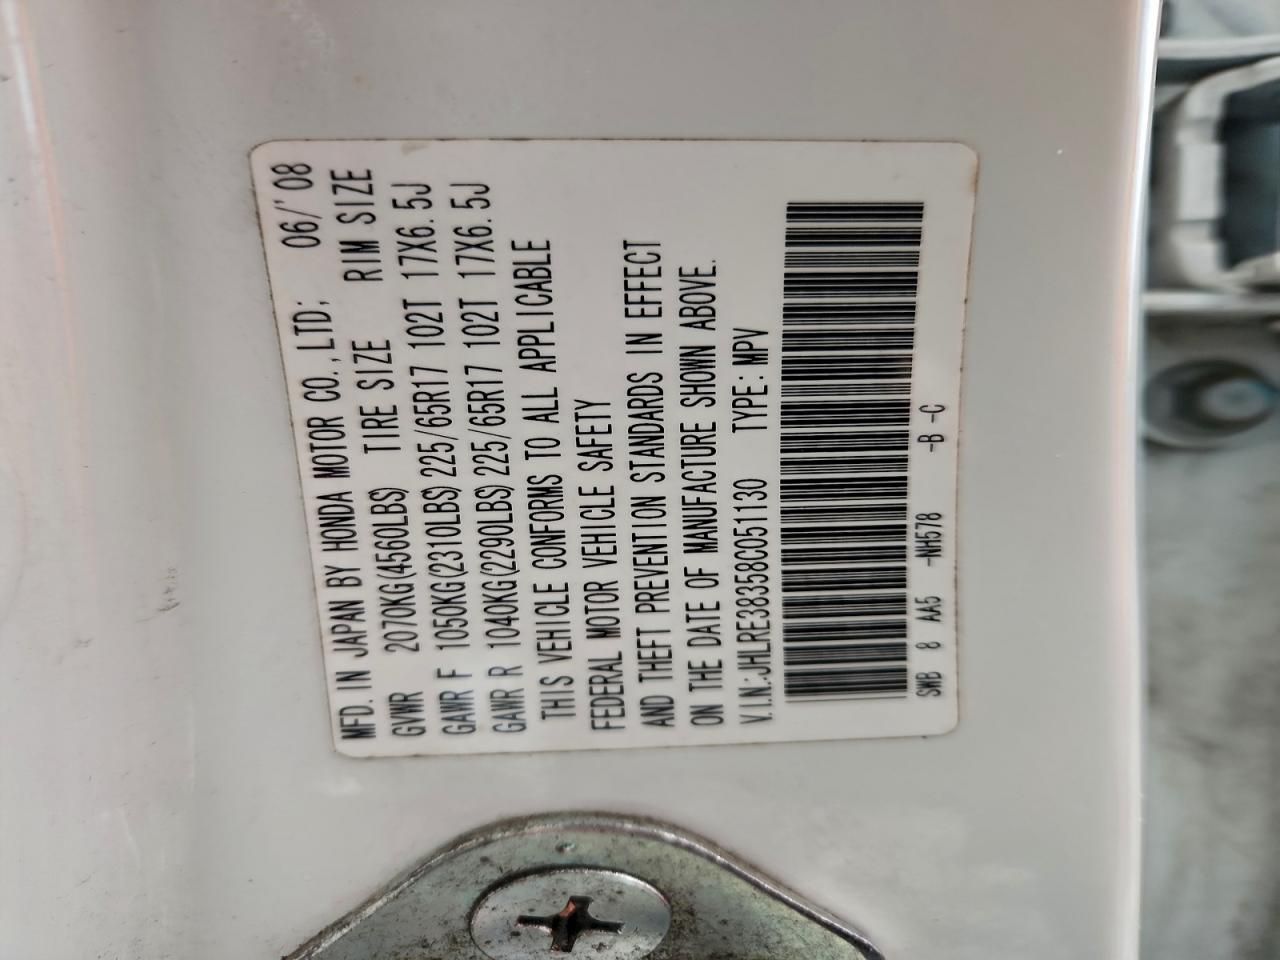 MFD. IN JAPAN BY HONDA MOTOR CO.,LTD; 06/'08
GVWR 2070KG(4560LBS) TIRE SIZE RIM SIZE
GAWR F 1050KG(2310LBS) 225/65R17 102T 17X6.5J
GAWR R 1040KG(2290LBS) 225/65R17 102T 17X6.5J
THIS VEHICLE CONFORMS TO ALL APPLICABLE
FEDERAL MOTOR VEHICLE SAFETY
AND THEFT PREVENTION STANDARDS IN EFFECT
ON THE DATE OF MANUFACTURE SHOWN ABOVE.
V.I.N.:JHLRE38358C051130 TYPE:MPV
SWB 8 AA5 -NH578 -B -C